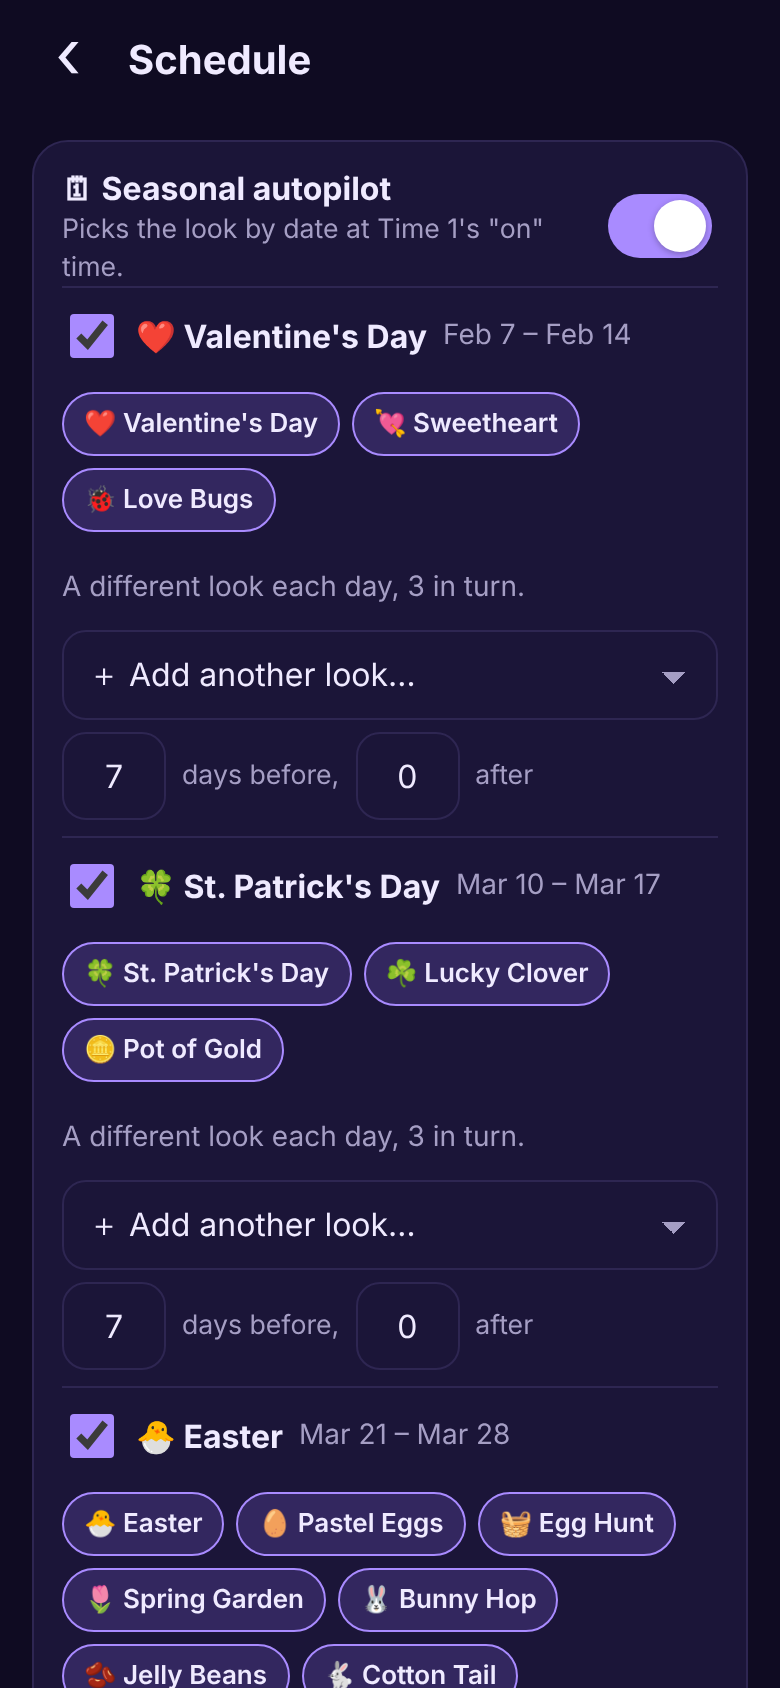 Schedule
Seasonal autopilot
Picks the look by date at Time 1's "on"
time.
Valentine's Day Feb 7 – Feb 14
Valentine's Day Sweetheart
Love Bugs
A different look each day, 3 in turn.
+ Add another look...
7 days before, 0 after
St. Patrick's Day Mar 10 – Mar 17
St. Patrick's Day Lucky Clover
Pot of Gold
A different look each day, 3 in turn.
+ Add another look...
7 days before, 0 after
Easter Mar 21 – Mar 28
Easter Pastel Eggs Egg Hunt
Spring Garden Bunny Hop
Jelly Beans Cotton Tail